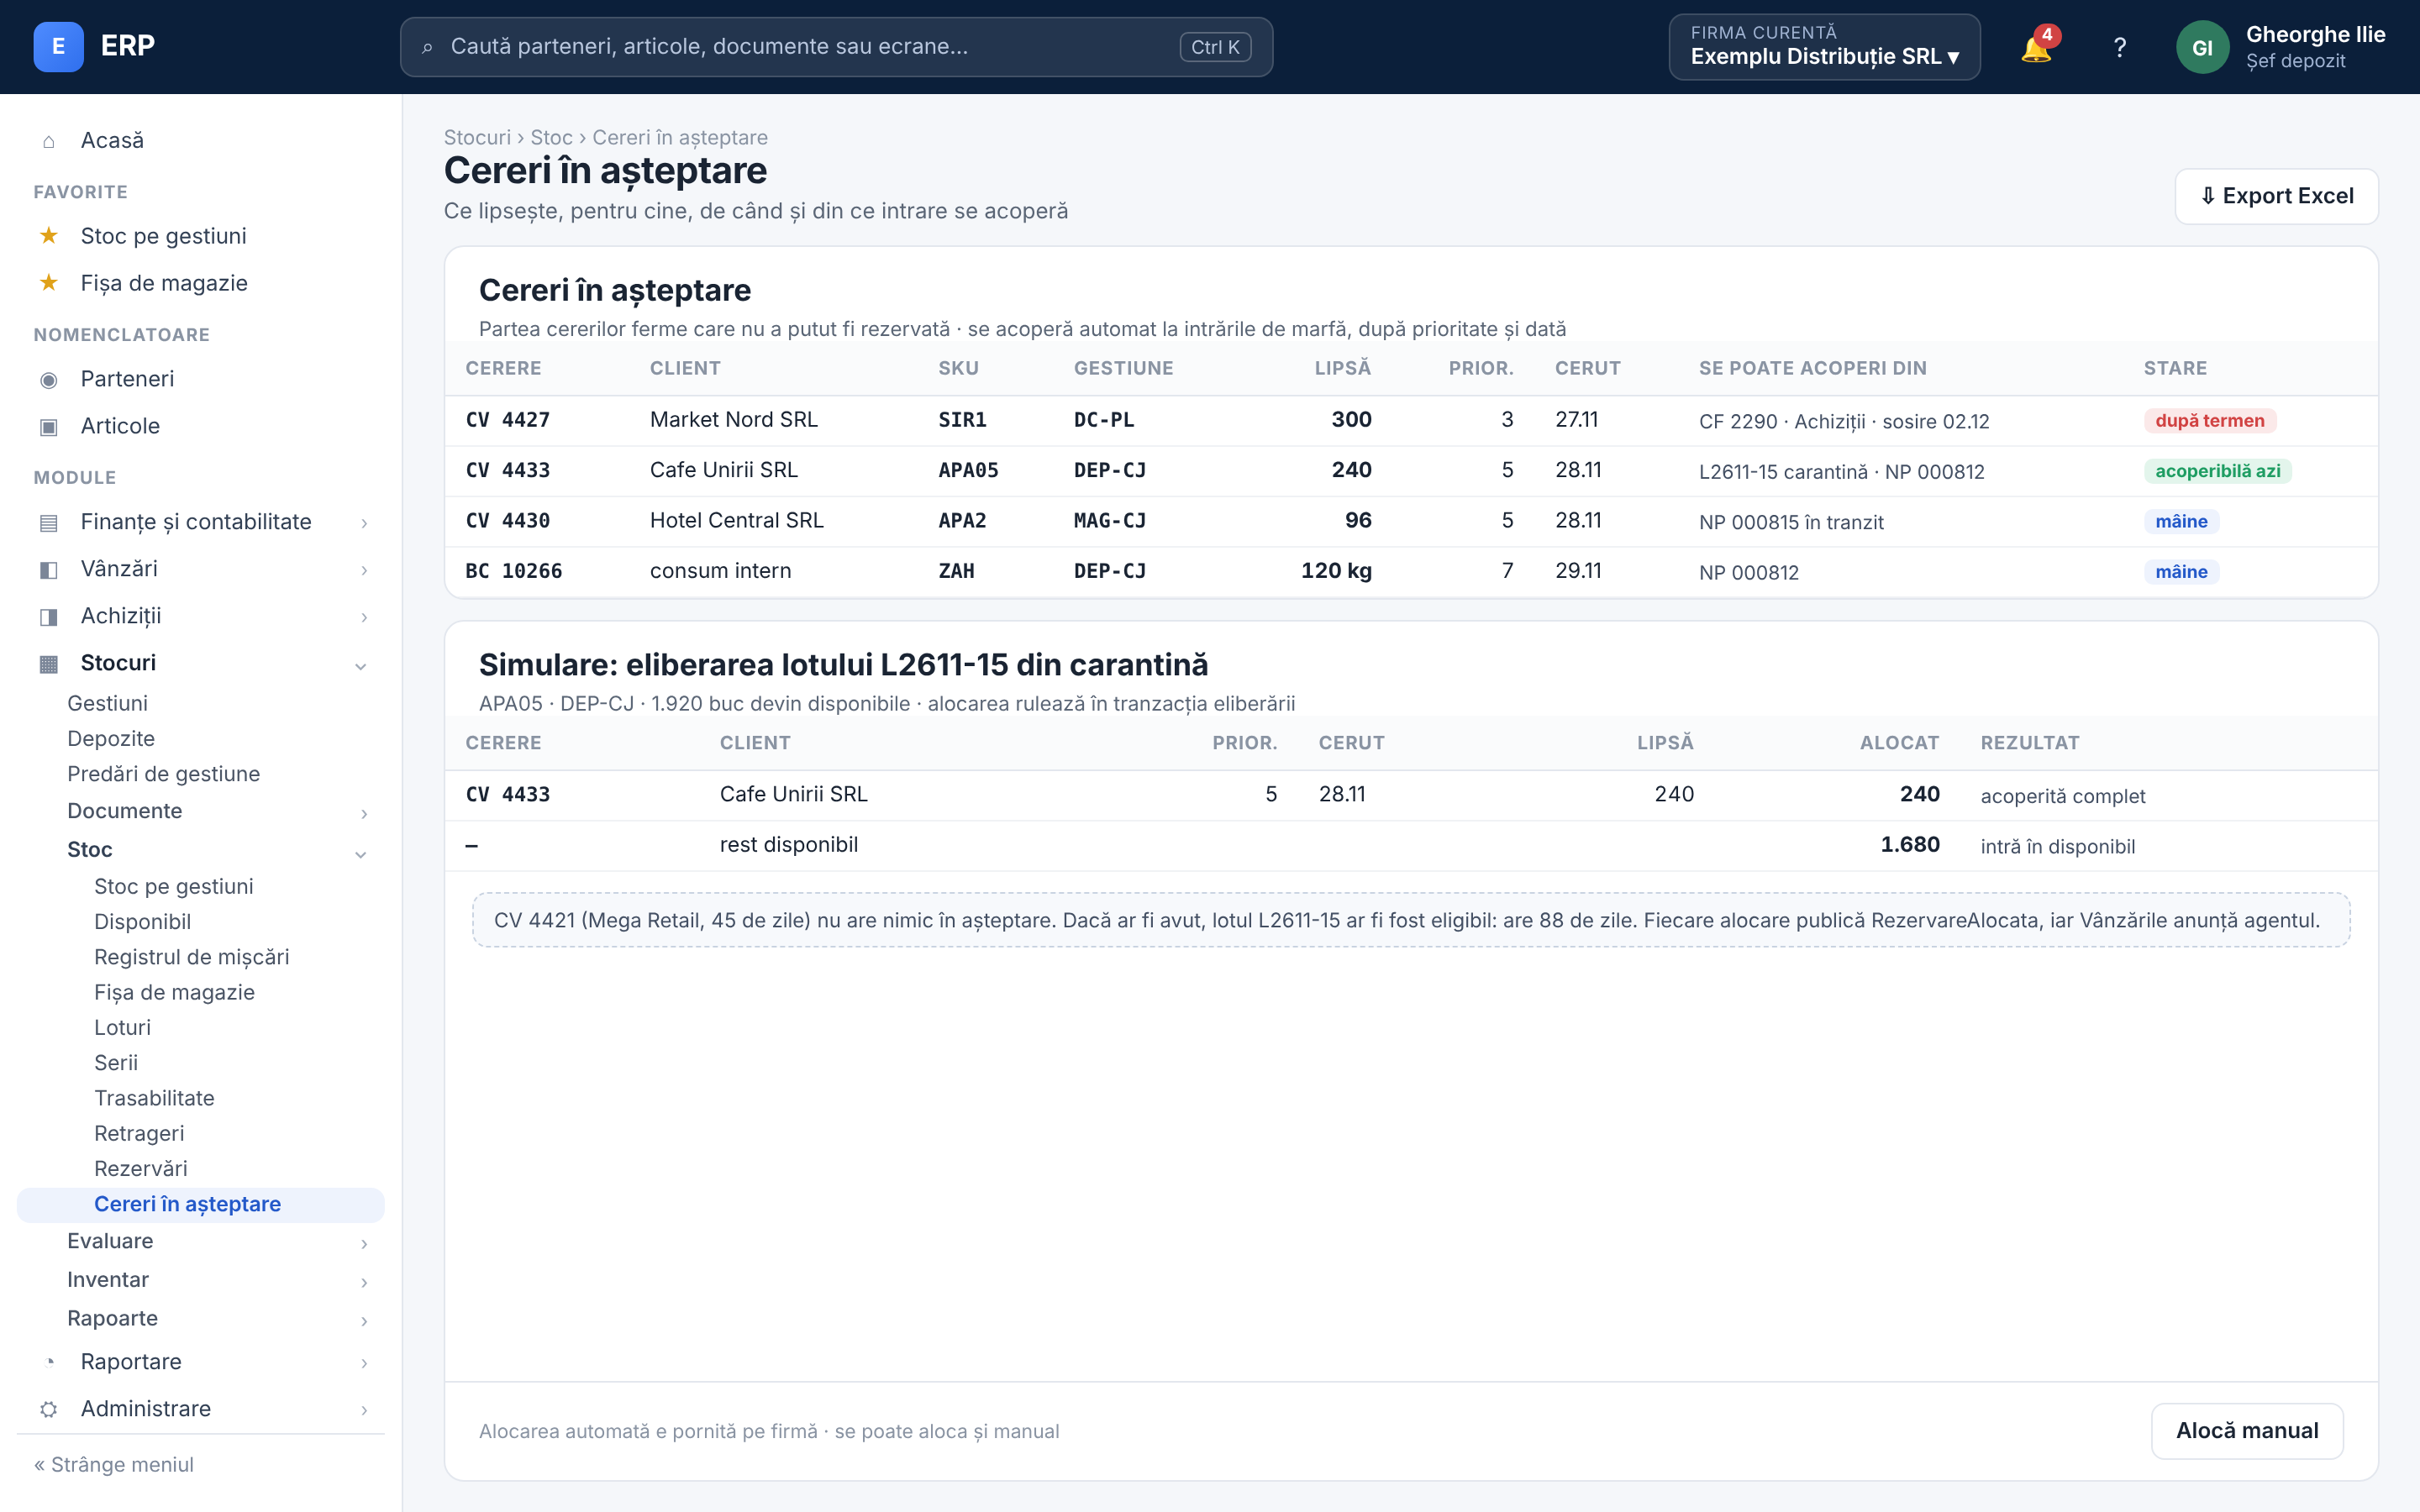 E ERP
Caută parteneri, articole, documente sau ecrane... Ctrl K
FIRMA CURENTĂ
Exemplu Distribuție SRL ▾
4
?
GI
Gheorghe Ilie
Șef depozit
Acasă
FAVORITE
★ Stoc pe gestiuni
★ Fișa de magazie
NOMENCLATOARE
Parteneri
Articole
MODULE
Finanțe și contabilitate ›
Vânzări ›
Achiziții ›
Stocuri
Gestiuni
Depozite
Predări de gestiune
Documente ›
Stoc
Stoc pe gestiuni
Disponibil
Registrul de mișcări
Fișa de magazie
Loturi
Serii
Trasabilitate
Retrageri
Rezervări
Cereri în așteptare
Evaluare ›
Inventar ›
Rapoarte ›
Raportare ›
Administrare ›
« Strânge meniul
Stocuri › Stoc › Cereri în așteptare
Cereri în așteptare
Ce lipsește, pentru cine, de când și din ce intrare se acoperă
⇩ Export Excel
Cereri în așteptare
Partea cererilor ferme care nu a putut fi rezervată · se acoperă automat la intrările de marfă, după prioritate și dată
CERERE CLIENT SKU GESTIUNE LIPSĂ PRIOR. CERUT SE POATE ACOPERI DIN STARE
CV 4427 Market Nord SRL SIR1 DC-PL 300 3 27.11 CF 2290 · Achiziții · sosire 02.12 după termen
CV 4433 Cafe Unirii SRL APA05 DEP-CJ 240 5 28.11 L2611-15 carantină · NP 000812 acoperibilă azi
CV 4430 Hotel Central SRL APA2 MAG-CJ 96 5 28.11 NP 000815 în tranzit mâine
BC 10266 consum intern ZAH DEP-CJ 120 kg 7 29.11 NP 000812 mâine
Simulare: eliberarea lotului L2611-15 din carantină
APA05 · DEP-CJ · 1.920 buc devin disponibile · alocarea rulează în tranzacția eliberării
CERERE CLIENT PRIOR. CERUT LIPSĂ ALOCAT REZULTAT
CV 4433 Cafe Unirii SRL 5 28.11 240 240 acoperită complet
– rest disponibil 1.680 intră în disponibil
CV 4421 (Mega Retail, 45 de zile) nu are nimic în așteptare. Dacă ar fi avut, lotul L2611-15 ar fi fost eligibil: are 88 de zile. Fiecare alocare publică RezervareAlocata, iar Vânzările anunță agentul.
Alocarea automată e pornită pe firmă · se poate aloca și manual
Alocă manual